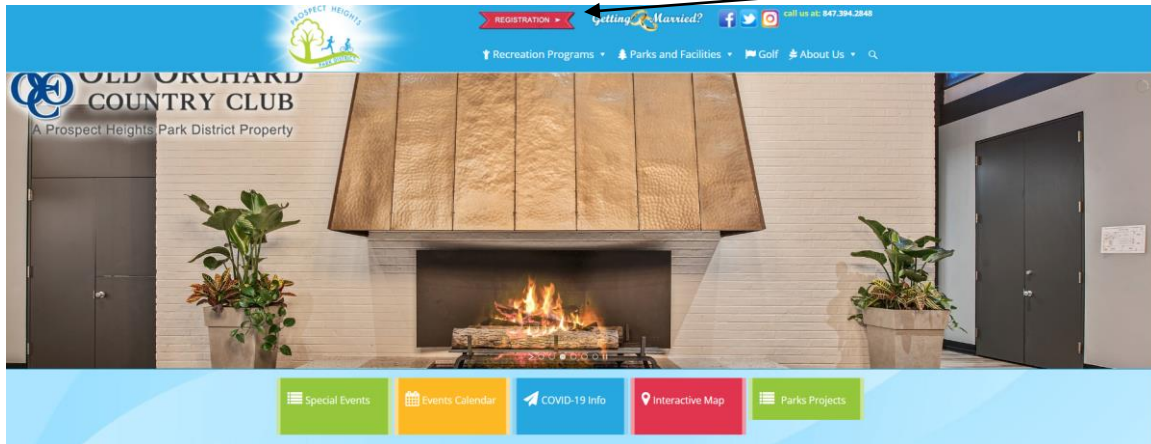 PROSPECT HEIGHTS
PARK DISTRICT
REGISTRATION
Getting Married?
call us at: 847.394.2848
Recreation Programs
Parks and Facilities
Golf
About Us
OLD ORCHARD
COUNTRY CLUB
A Prospect Heights Park District Property
Special Events
Events Calendar
COVID-19 Info
Interactive Map
Parks Projects